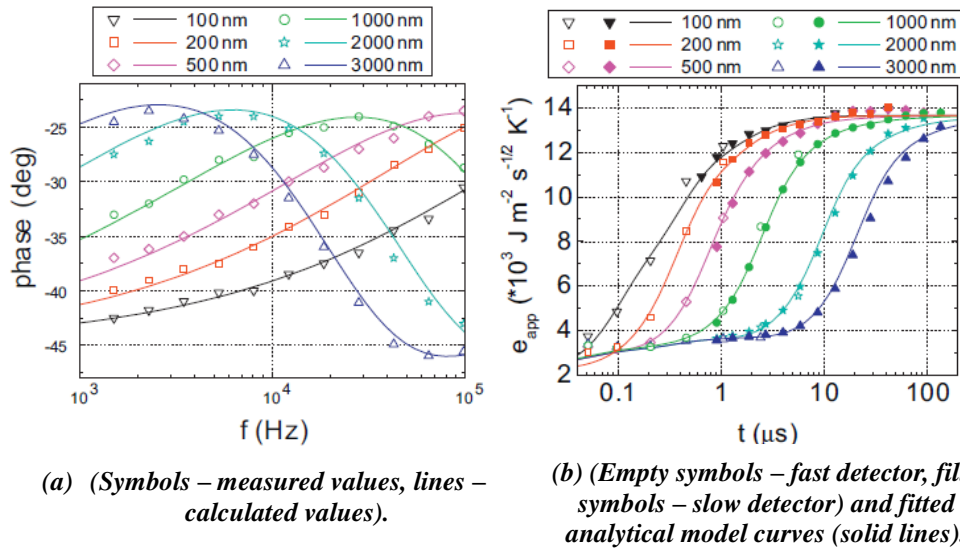 100 nm 1000 nm
200 nm 2000 nm
500 nm 3000 nm
-25
-30
-35
-40
-45
phase (deg)
10^3 10^4 10^5
f (Hz)
(a) (Symbols – measured values, lines –
calculated values).
100 nm 1000 nm
200 nm 2000 nm
500 nm 3000 nm
14
12
10
8
6
4
2
e_app (*10^3 J m^-2 s^-1/2 K^-1)
0.1 1 10 100
t (μs)
(b) (Empty symbols – fast detector,
symbols – slow detector) and fitted
analytical model curves (solid lines)